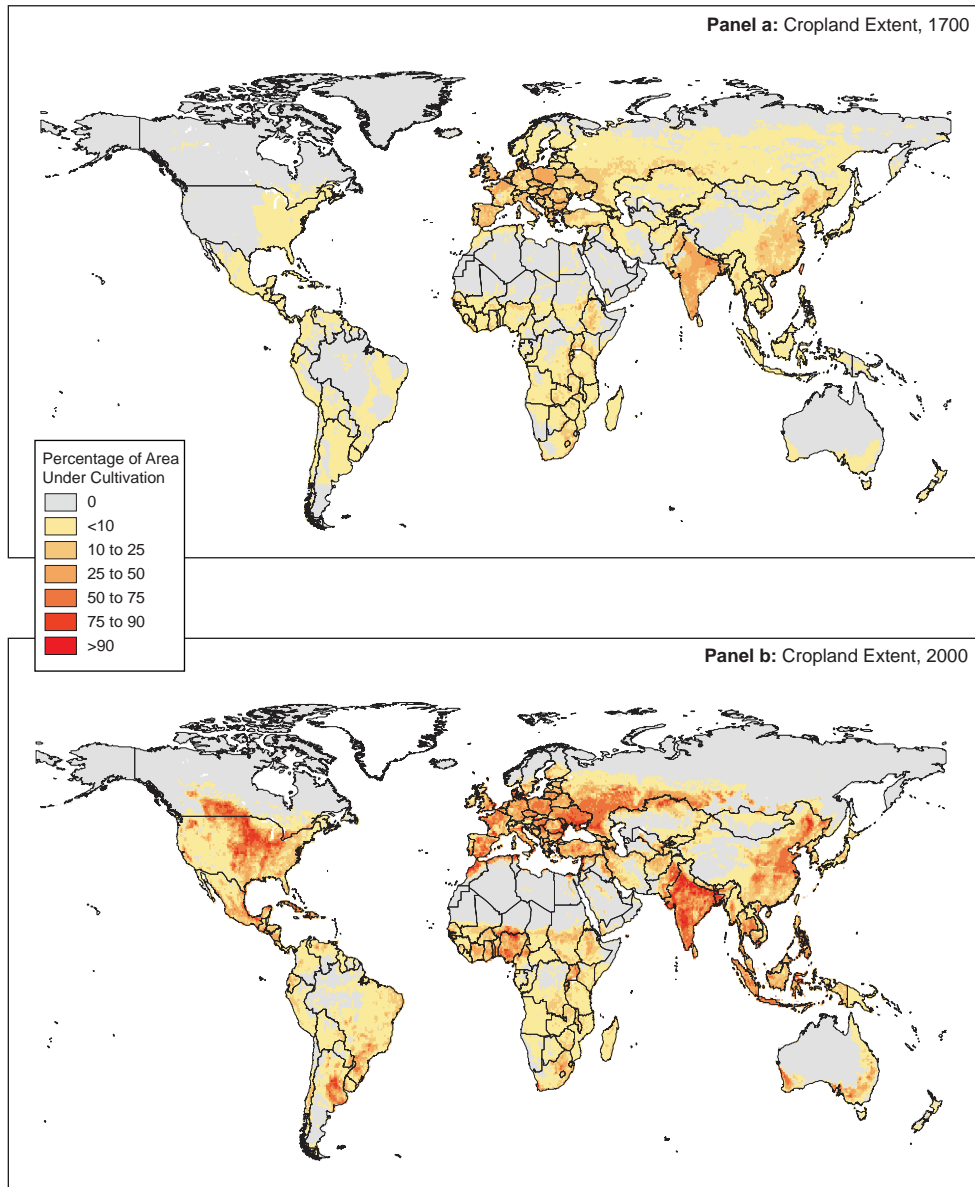 Panel a: Cropland Extent, 1700
Percentage of Area
Under Cultivation
0
<10
10 to 25
25 to 50
50 to 75
75 to 90
>90
Panel b: Cropland Extent, 2000